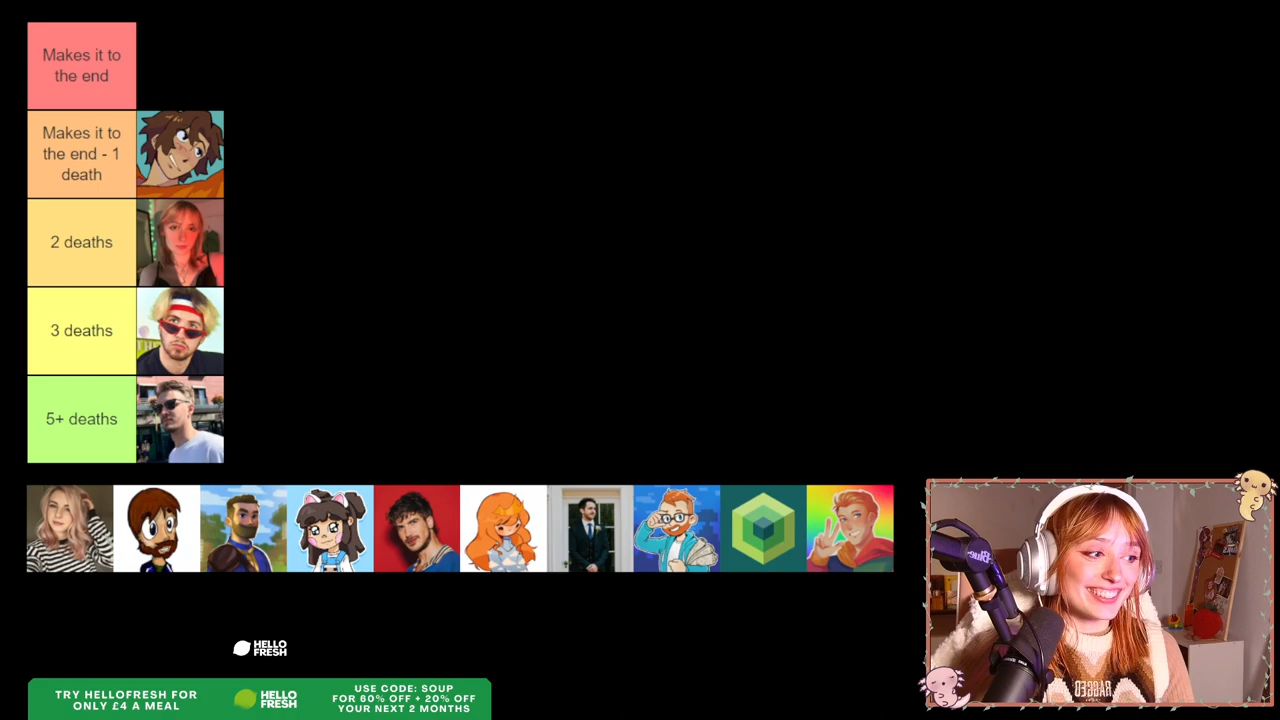 Makes it to
the end
Makes it to
the end - 1
death
2 deaths
3 deaths
5+ deaths
HELLO
FRESH
TRY HELLOFRESH FOR
ONLY £4 A MEAL
HELLO
FRESH
USE CODE: SOUP
FOR 60% OFF + 20% OFF
YOUR NEXT 2 MONTHS
Blue
RAGGED